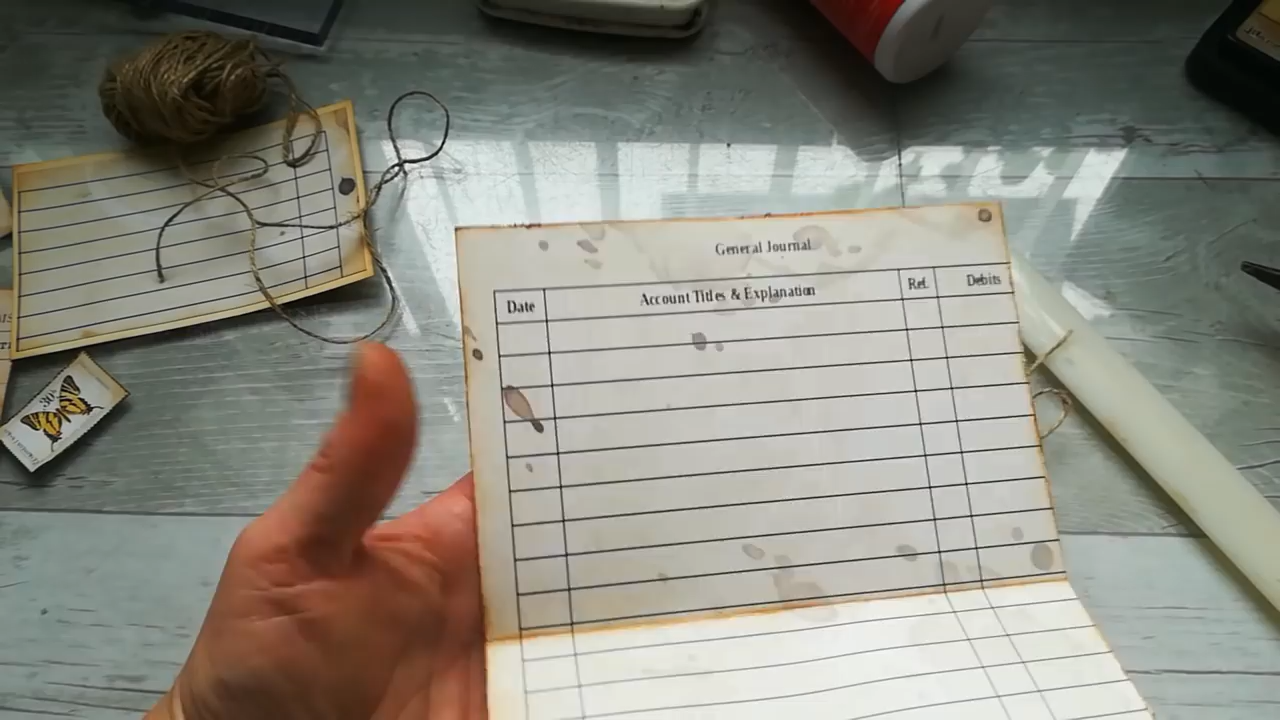 General Journal
Date Account Titles & Explanation Ref. Debits